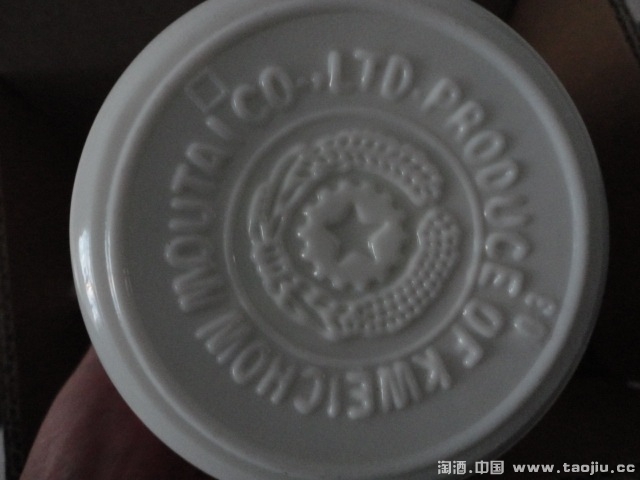 PRODUCE OF KWEICHOW MOUTAI CO.,LTD.
淘酒.中国 www.taojiu.cc